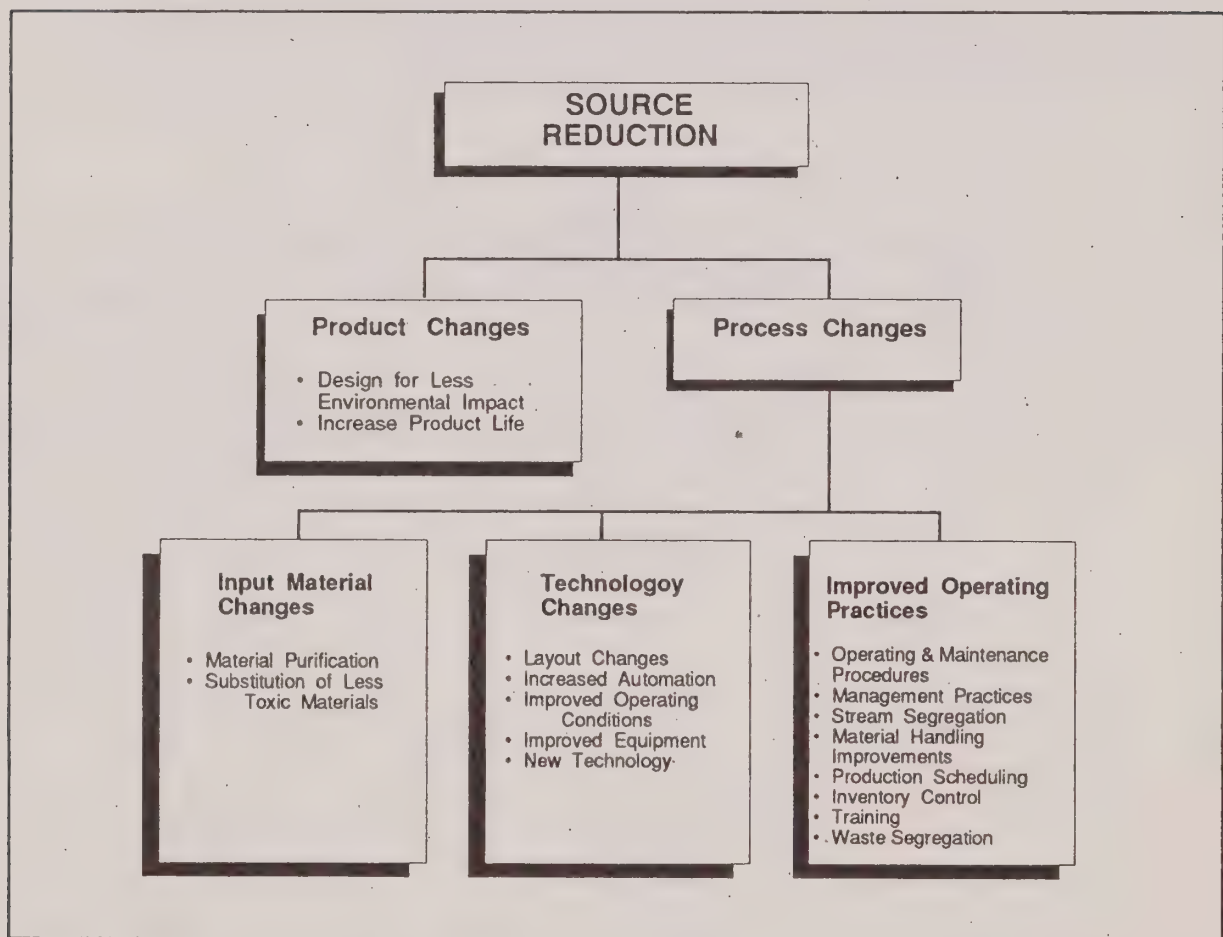 SOURCE
REDUCTION
Product Changes
• Design for Less
Environmental Impact
• Increase Product Life
Process Changes
Input Material
Changes
• Material Purification
• Substitution of Less
Toxic Materials
Technologoy
Changes
• Layout Changes
• Increased Automation
• Improved Operating
Conditions
• Improved Equipment
• New Technology
Improved Operating
Practices
• Operating & Maintenance
Procedures
• Management Practices
• Stream Segregation
• Material Handling
Improvements
• Production Scheduling
• Inventory Control
• Training
• Waste Segregation